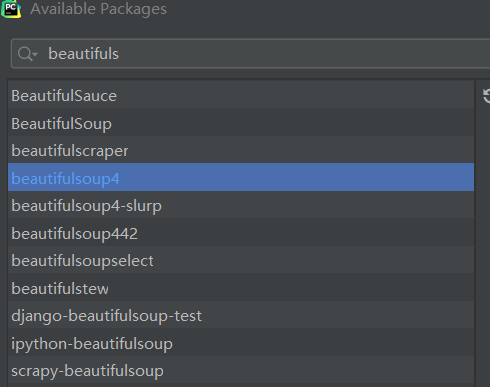 PC
Available Packages
beautifuls
BeautifulSauce
BeautifulSoup
beautifulscraper
beautifulsoup4
beautifulsoup4-slurp
beautifulsoup442
beautifulsoupselect
beautifulstew
django-beautifulsoup-test
ipython-beautifulsoup
scrapy-beautifulsoup